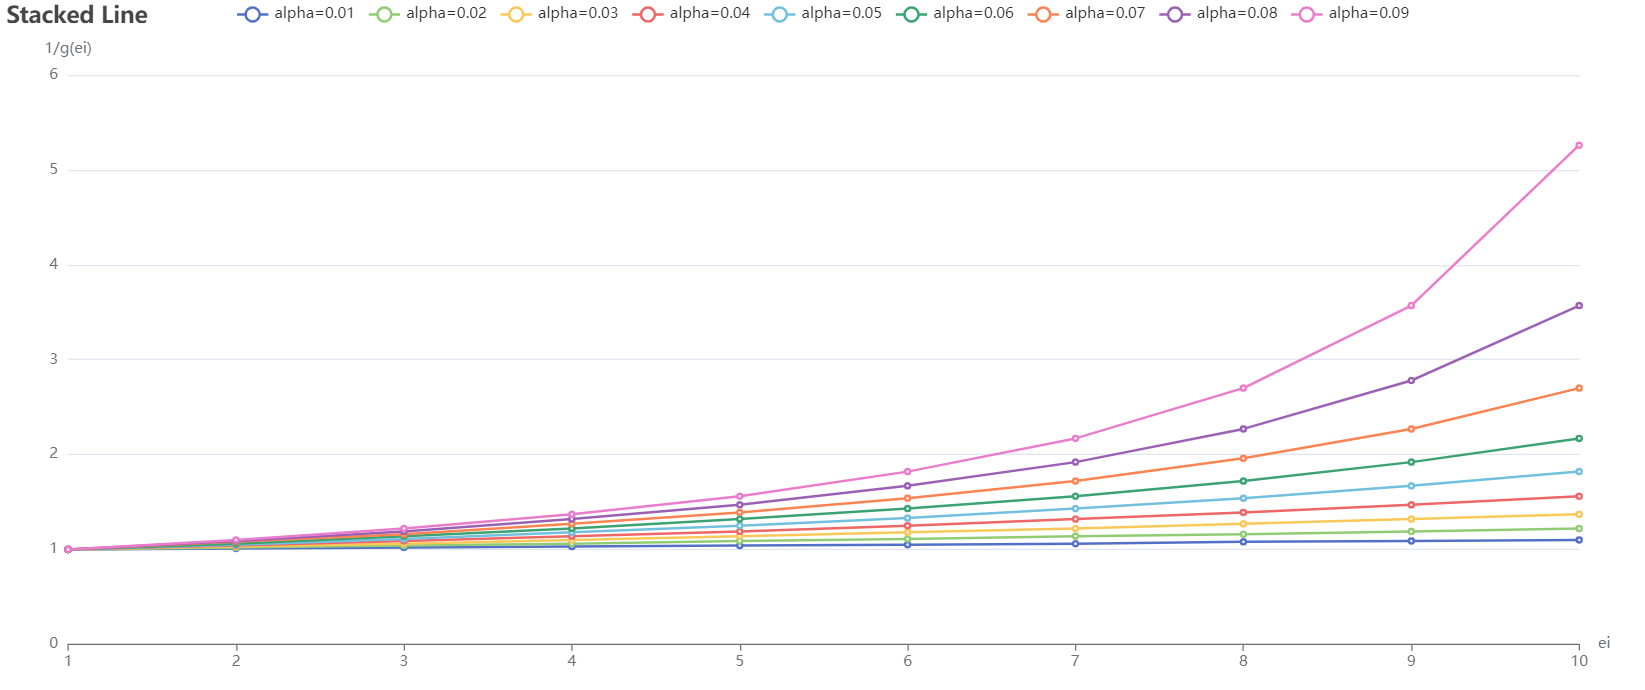 Stacked Line
alpha=0.01 alpha=0.02 alpha=0.03 alpha=0.04 alpha=0.05 alpha=0.06 alpha=0.07 alpha=0.08 alpha=0.09
1/g(ei)
6
5
4
3
2
1
0
ei
1 2 3 4 5 6 7 8 9 10